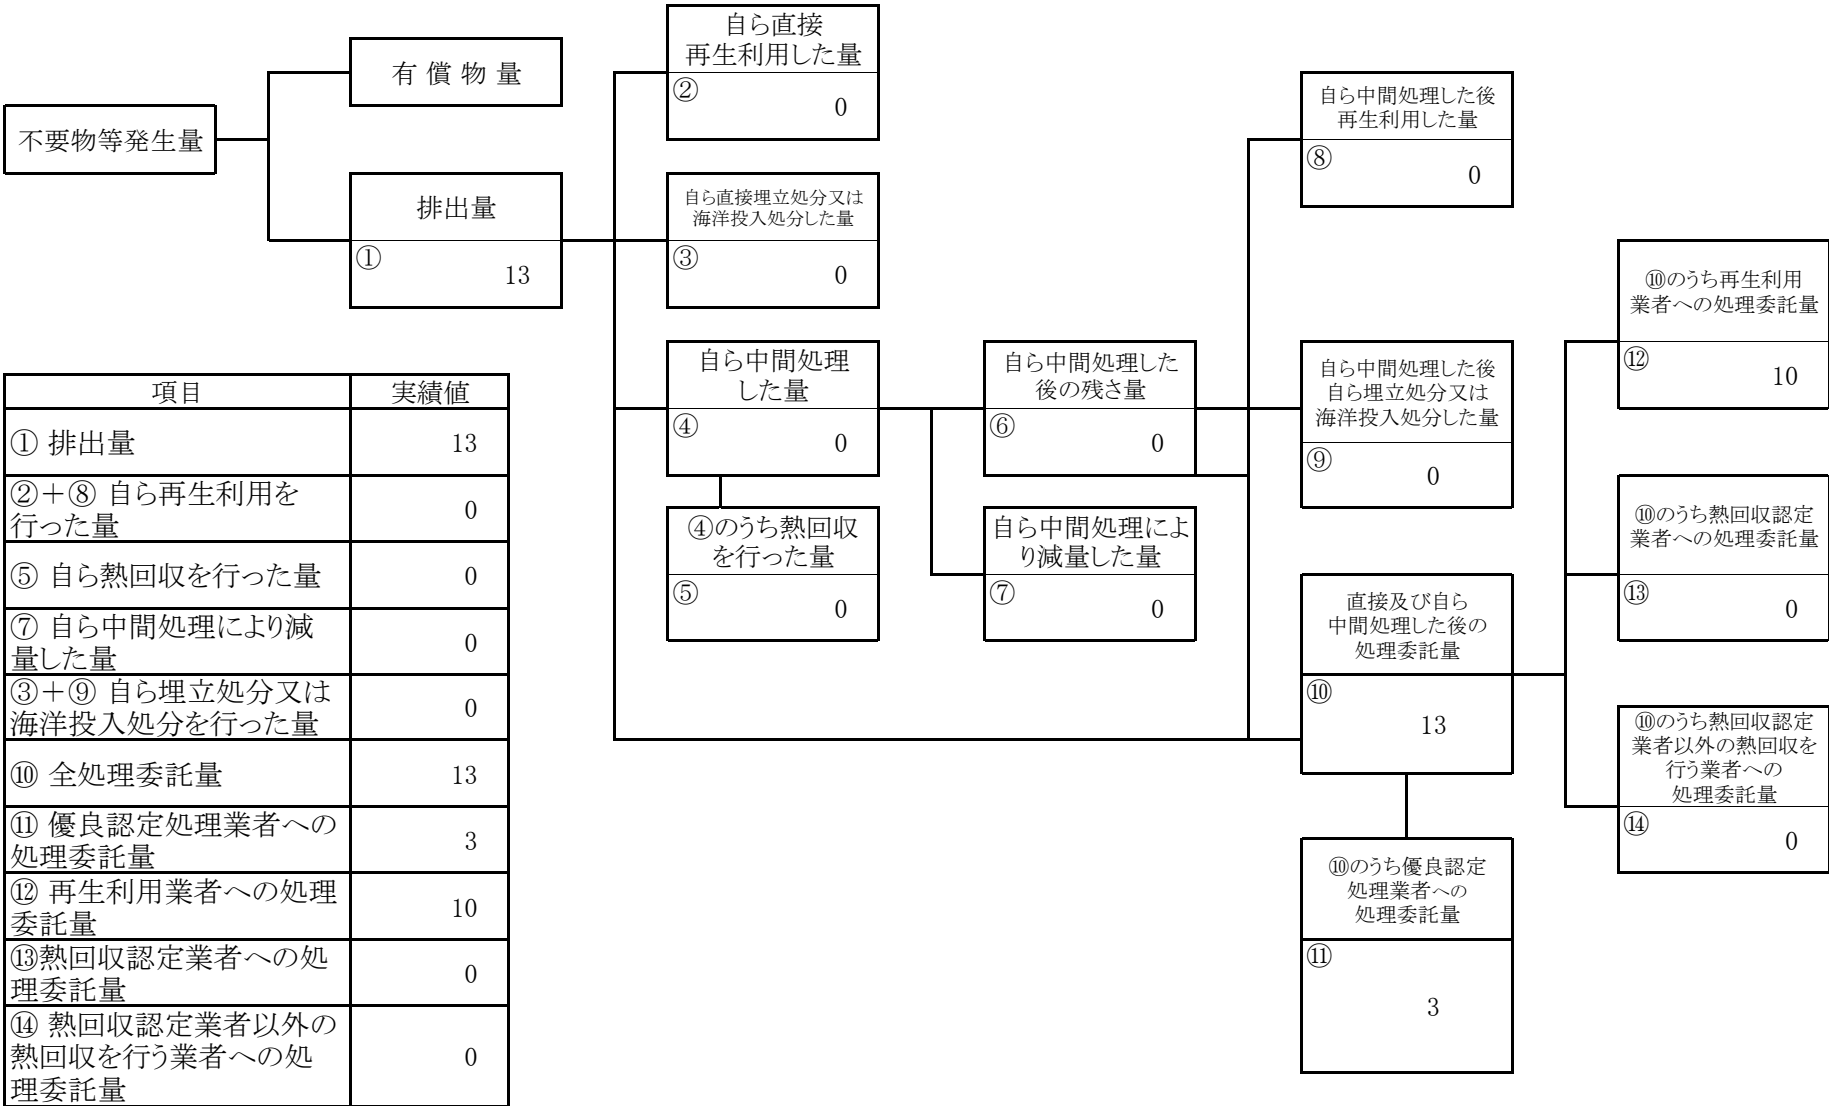 不要物等発生量
有償物量
排出量
①
13
自ら直接
再生利用した量
②
0
自ら直接埋立処分又は
海洋投入処分した量
③
0
自ら中間処理
した量
④
0
④のうち熱回収
を行った量
⑤
0
自ら中間処理した
後の残さ量
⑥
0
自ら中間処理によ
り減量した量
⑦
0
自ら中間処理した後
再生利用した量
⑧
0
自ら中間処理した後
自ら埋立処分又は
海洋投入処分した量
⑨
0
直接及び自ら
中間処理した後の
処理委託量
⑩
13
⑩のうち優良認定
処理業者への
処理委託量
⑪
3
⑩のうち再生利用
業者への処理委託量
⑫
10
⑩のうち熱回収認定
業者への処理委託量
⑬
0
⑩のうち熱回収認定
業者以外の熱回収を
行う業者への
処理委託量
⑭
0
項目 実績値
① 排出量 13
②+⑧ 自ら再生利用を
行った量 0
⑤ 自ら熱回収を行った量 0
⑦ 自ら中間処理により減
量した量 0
③+⑨ 自ら埋立処分又は
海洋投入処分を行った量 0
⑩ 全処理委託量 13
⑪ 優良認定処理業者への
処理委託量 3
⑫ 再生利用業者への処理
委託量 10
⑬熱回収認定業者への処
理委託量 0
⑭ 熱回収認定業者以外の
熱回収を行う業者への処
理委託量 0